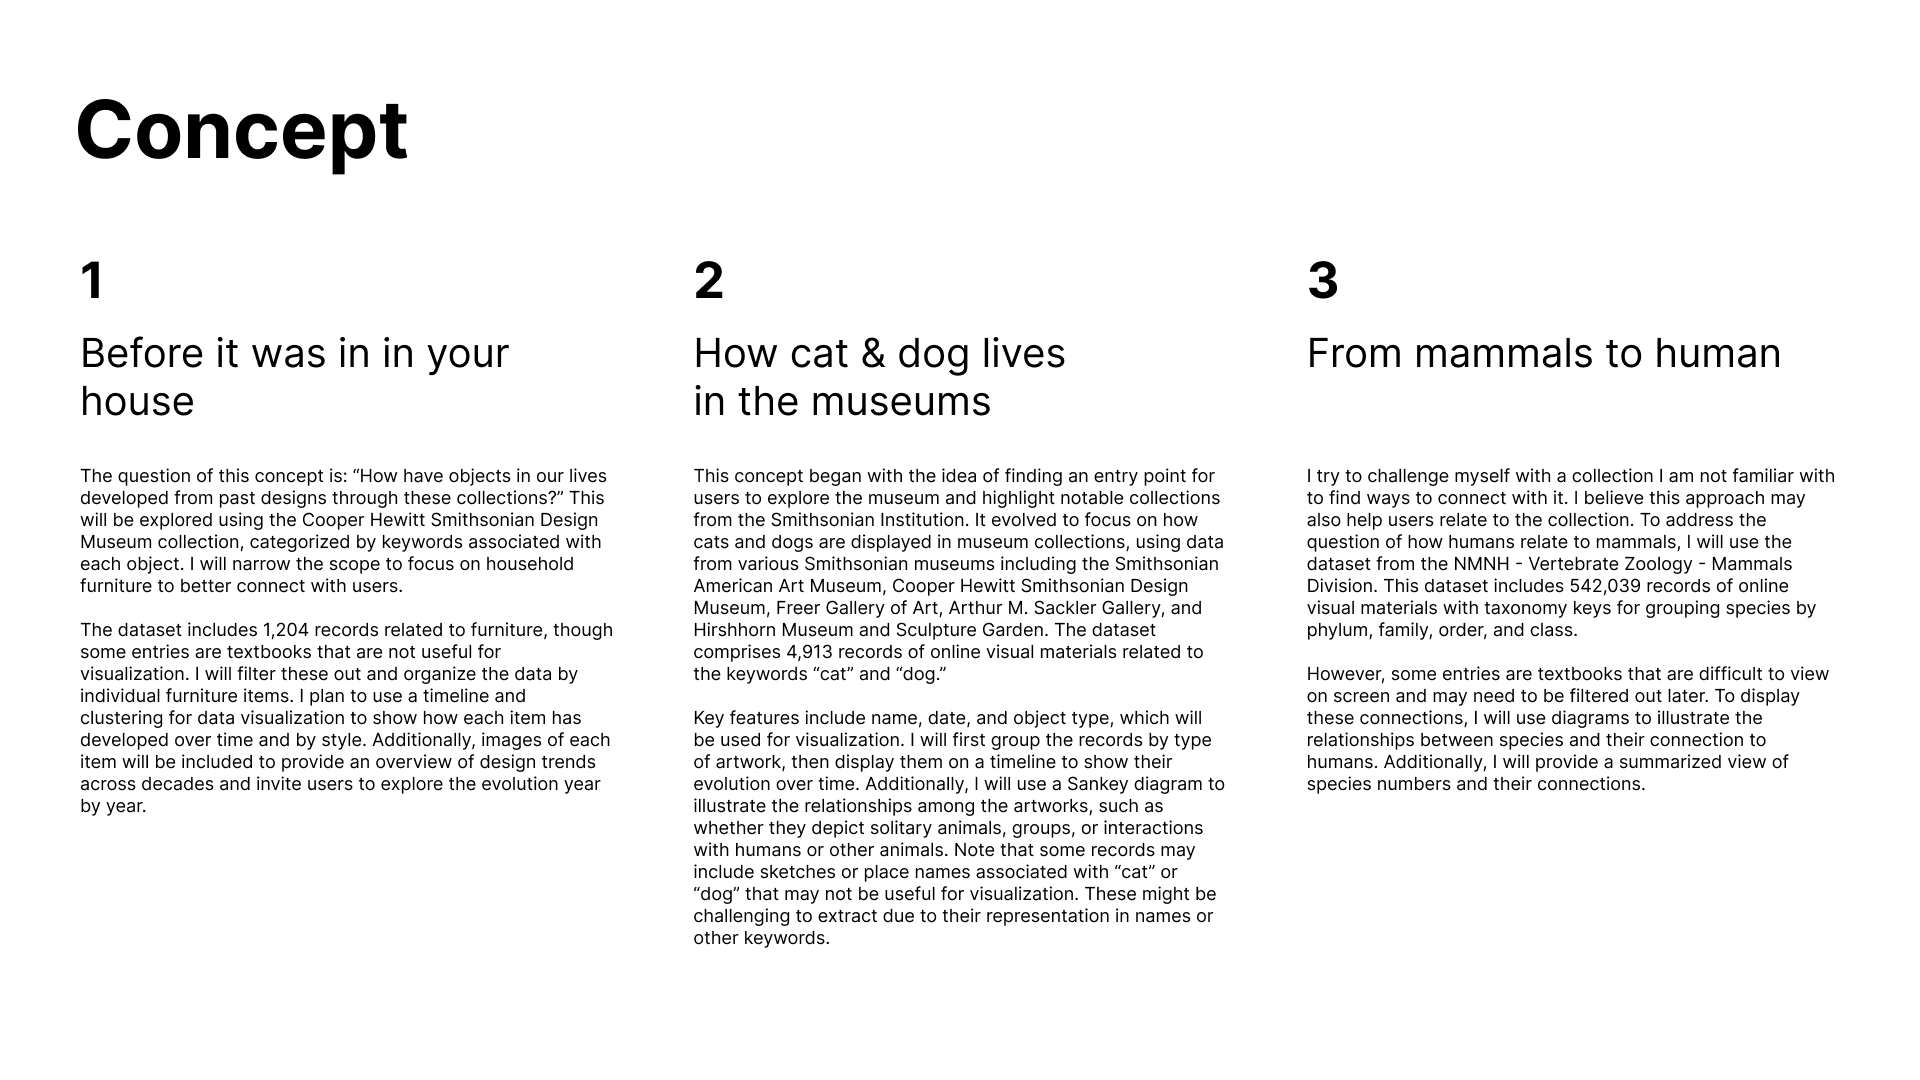 Concept
1
Before it was in in your
house
The question of this concept is: “How have objects in our lives
developed from past designs through these collections?” This
will be explored using the Cooper Hewitt Smithsonian Design
Museum collection, categorized by keywords associated with
each object. I will narrow the scope to focus on household
furniture to better connect with users.
The dataset includes 1,204 records related to furniture, though
some entries are textbooks that are not useful for
visualization. I will filter these out and organize the data by
individual furniture items. I plan to use a timeline and
clustering for data visualization to show how each item has
developed over time and by style. Additionally, images of each
item will be included to provide an overview of design trends
across decades and invite users to explore the evolution year
by year.
2
How cat & dog lives
in the museums
This concept began with the idea of finding an entry point for
users to explore the museum and highlight notable collections
from the Smithsonian Institution. It evolved to focus on how
cats and dogs are displayed in museum collections, using data
from various Smithsonian museums including the Smithsonian
American Art Museum, Cooper Hewitt Smithsonian Design
Museum, Freer Gallery of Art, Arthur M. Sackler Gallery, and
Hirshhorn Museum and Sculpture Garden. The dataset
comprises 4,913 records of online visual materials related to
the keywords “cat” and “dog.”
Key features include name, date, and object type, which will
be used for visualization. I will first group the records by type
of artwork, then display them on a timeline to show their
evolution over time. Additionally, I will use a Sankey diagram to
illustrate the relationships among the artworks, such as
whether they depict solitary animals, groups, or interactions
with humans or other animals. Note that some records may
include sketches or place names associated with “cat” or
“dog” that may not be useful for visualization. These might be
challenging to extract due to their representation in names or
other keywords.
3
From mammals to human
I try to challenge myself with a collection I am not familiar with
to find ways to connect with it. I believe this approach may
also help users relate to the collection. To address the
question of how humans relate to mammals, I will use the
dataset from the NMNH - Vertebrate Zoology - Mammals
Division. This dataset includes 542,039 records of online
visual materials with taxonomy keys for grouping species by
phylum, family, order, and class.
However, some entries are textbooks that are difficult to view
on screen and may need to be filtered out later. To display
these connections, I will use diagrams to illustrate the
relationships between species and their connection to
humans. Additionally, I will provide a summarized view of
species numbers and their connections.